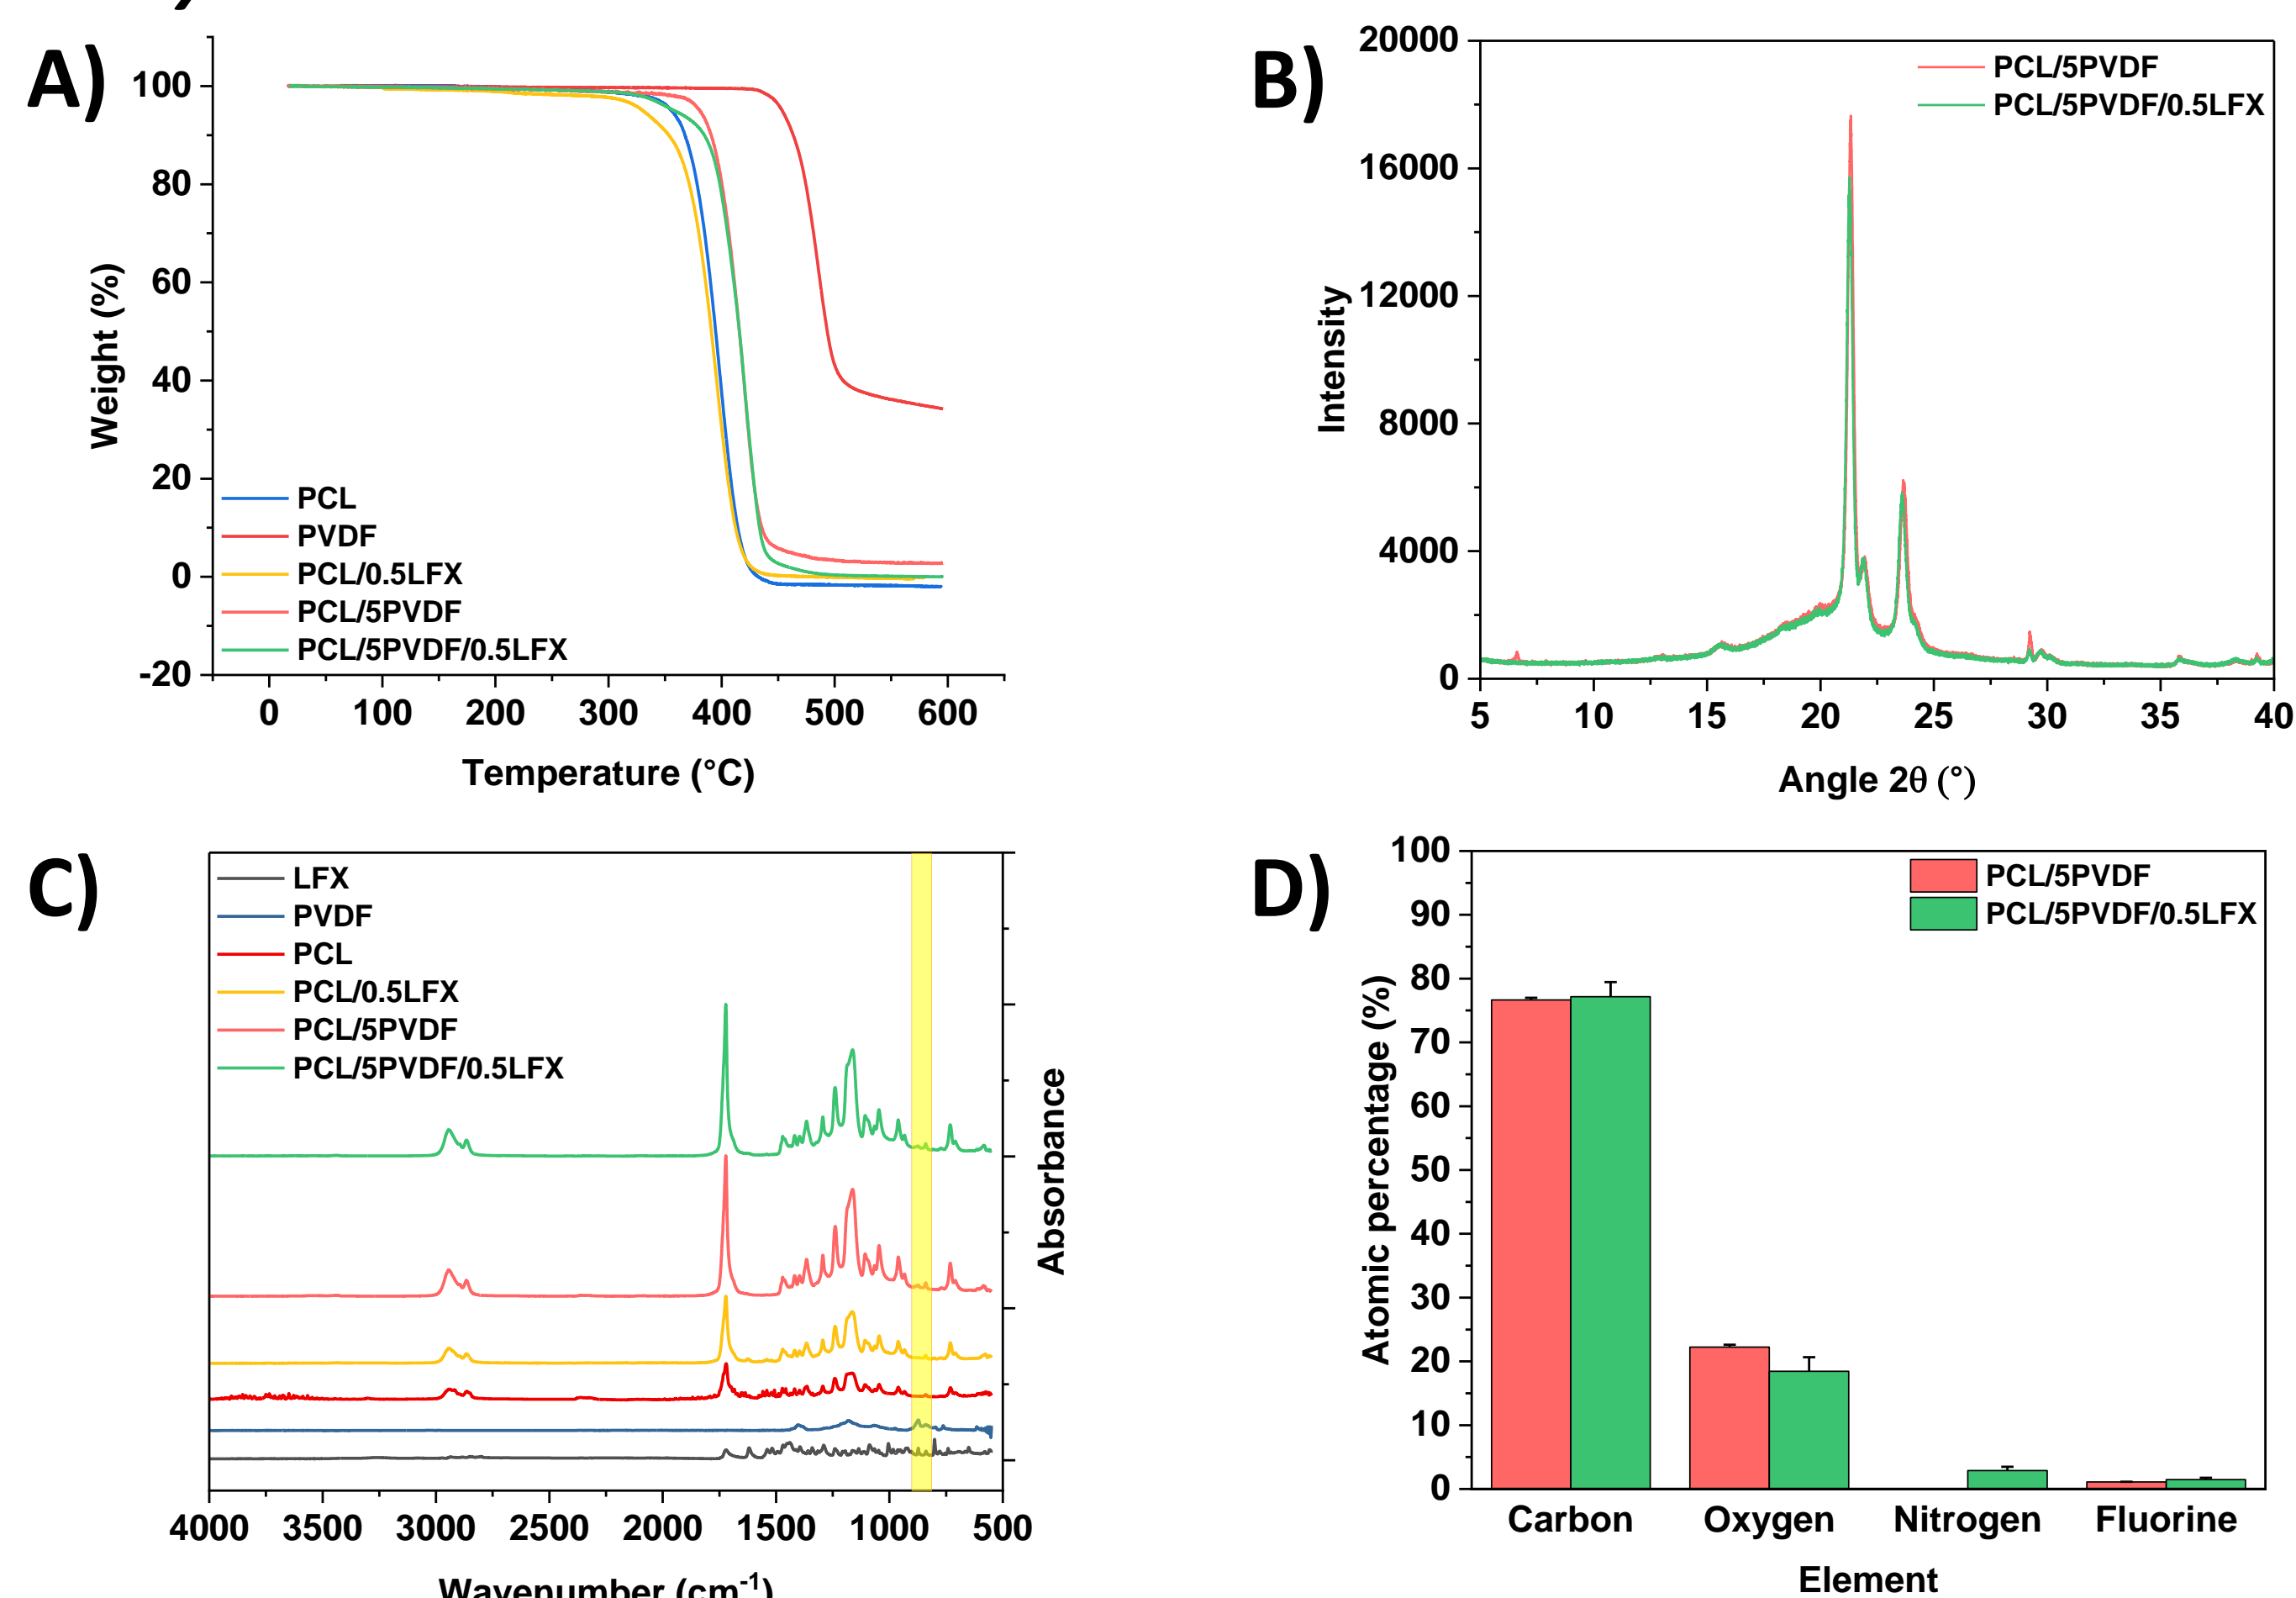 A)
100
80
60
40
20
0
-20
Weight (%)
PCL
PVDF
PCL/0.5LFX
PCL/5PVDF
PCL/5PVDF/0.5LFX
0 100 200 300 400 500 600
Temperature (°C)
B)
20000
16000
12000
8000
4000
0
Intensity
PCL/5PVDF
PCL/5PVDF/0.5LFX
5 10 15 20 25 30 35 40
Angle 2θ (°)
C)
LFX
PVDF
PCL
PCL/0.5LFX
PCL/5PVDF
PCL/5PVDF/0.5LFX
Absorbance
4000 3500 3000 2500 2000 1500 1000 500
Wavenumber (cm-1)
D)
100
90
80
70
60
50
40
30
20
10
0
Atomic percentage (%)
PCL/5PVDF
PCL/5PVDF/0.5LFX
Carbon Oxygen Nitrogen Fluorine
Element